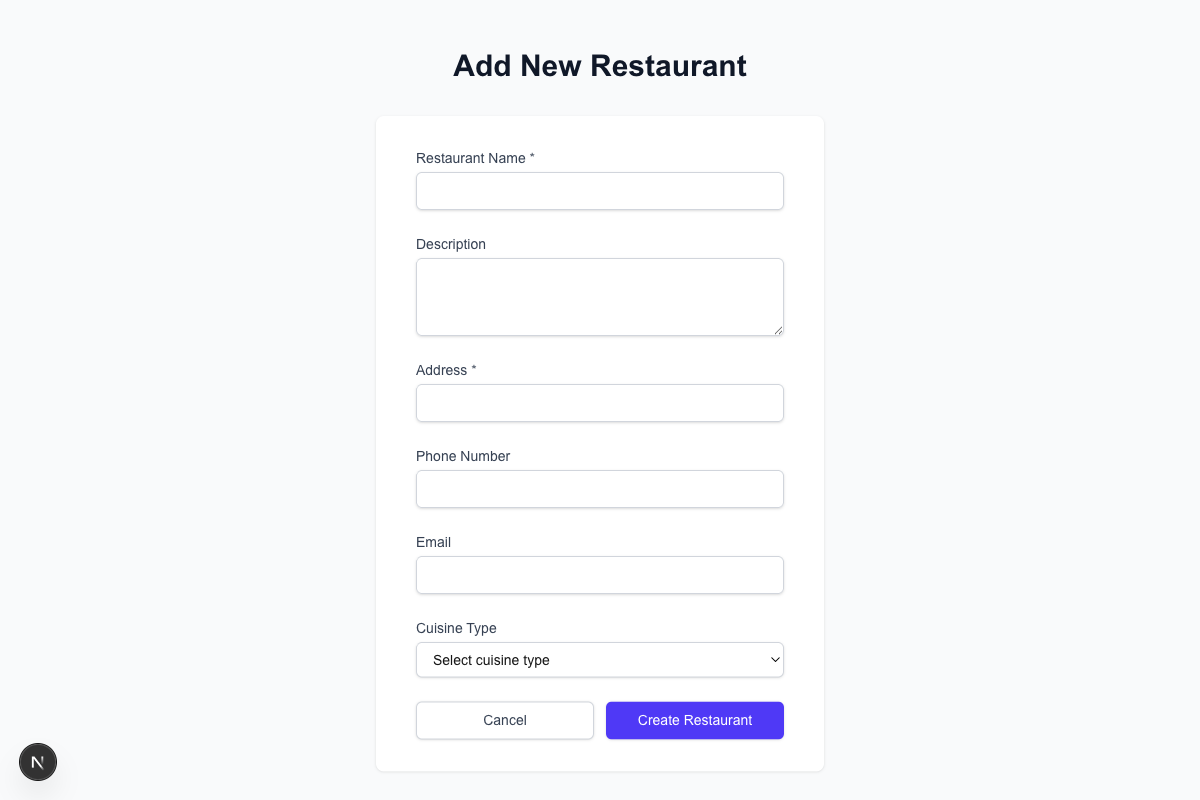 Add New Restaurant
Restaurant Name *
Description
Address *
Phone Number
Email
Cuisine Type
Select cuisine type
Cancel Create Restaurant
N